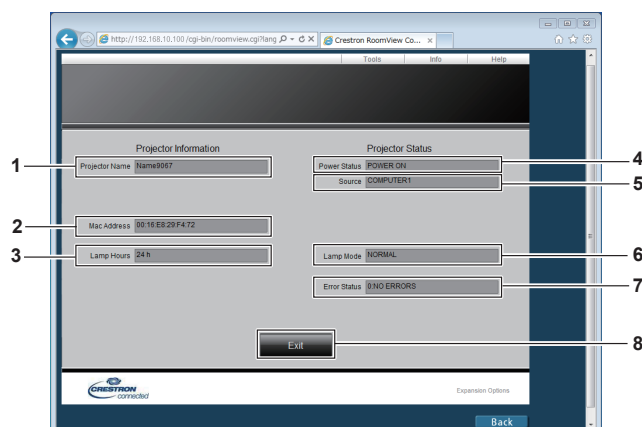 http://192.168.10.100/cgi-bin/roomview.cgi?lang
Crestron RoomView Co...
Tools Info Help
Projector Information Projector Status
1 Projector Name Name9067 Power Status POWER ON 4
Source COMPUTER1 5
2 Mac Address 00:16:E8:29:F4:72
3 Lamp Hours 24 h Lamp Mode NORMAL 6
Error Status 0:NO ERRORS 7
Exit 8
CRESTRON connected Expansion Options
Back